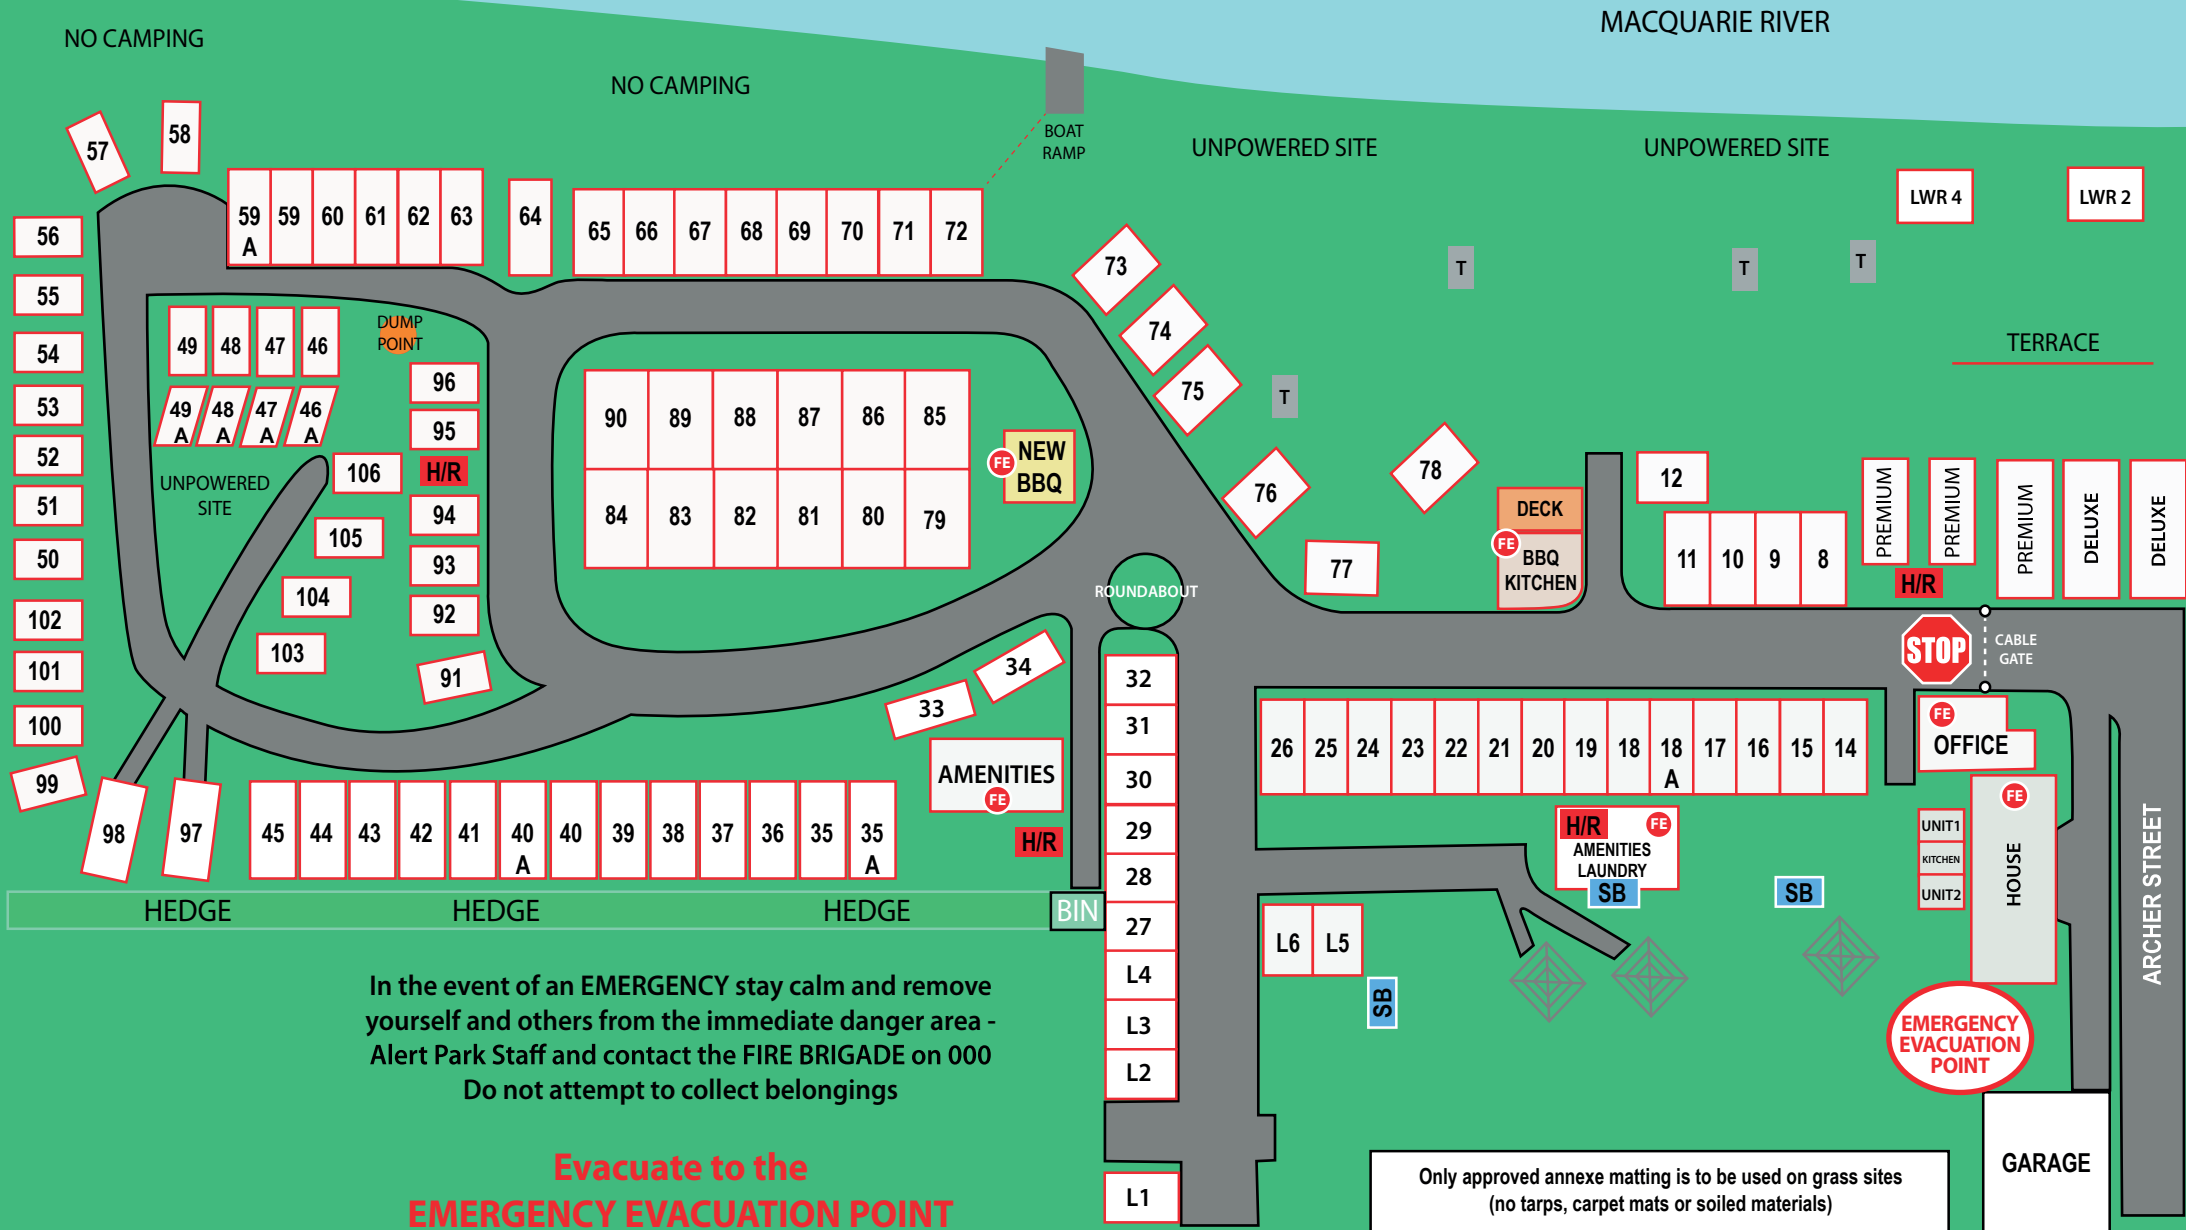 MACQUARIE RIVER
NO CAMPING
NO CAMPING
BOAT
RAMP
UNPOWERED SITE
UNPOWERED SITE
57
58
59
A
59
60
61
62
63
64
65
66
67
68
69
70
71
72
73
74
75
LWR 4
LWR 2
T
T
T
T
TERRACE
56
55
54
53
52
51
50
102
101
100
99
49
48
47
46
49
A
48
A
47
A
46
A
DUMP
POINT
UNPOWERED
SITE
96
95
H/R
94
93
92
91
106
105
104
103
90
89
88
87
86
85
84
83
82
81
80
79
FE
NEW
BBQ
76
78
77
DECK
FE
BBQ
KITCHEN
12
11
10
9
8
PREMIUM
PREMIUM
PREMIUM
DELUXE
DELUXE
H/R
ROUNDABOUT
STOP
CABLE
GATE
34
33
AMENITIES
FE
H/R
32
31
30
29
28
27
L4
L3
L2
L1
26
25
24
23
22
21
20
19
18
18
A
17
16
15
14
FE
OFFICE
98
97
45
44
43
42
41
40
A
40
39
38
37
36
35
35
A
H/R
FE
AMENITIES
LAUNDRY
SB
SB
SB
UNIT1
KITCHEN
UNIT2
FE
HOUSE
ARCHER STREET
HEDGE
HEDGE
HEDGE
BIN
L6
L5
In the event of an EMERGENCY stay calm and remove
yourself and others from the immediate danger area -
Alert Park Staff and contact the FIRE BRIGADE on 000
Do not attempt to collect belongings
Evacuate to the
EMERGENCY EVACUATION POINT
EMERGENCY
EVACUATION
POINT
GARAGE
Only approved annexe matting is to be used on grass sites
(no tarps, carpet mats or soiled materials)